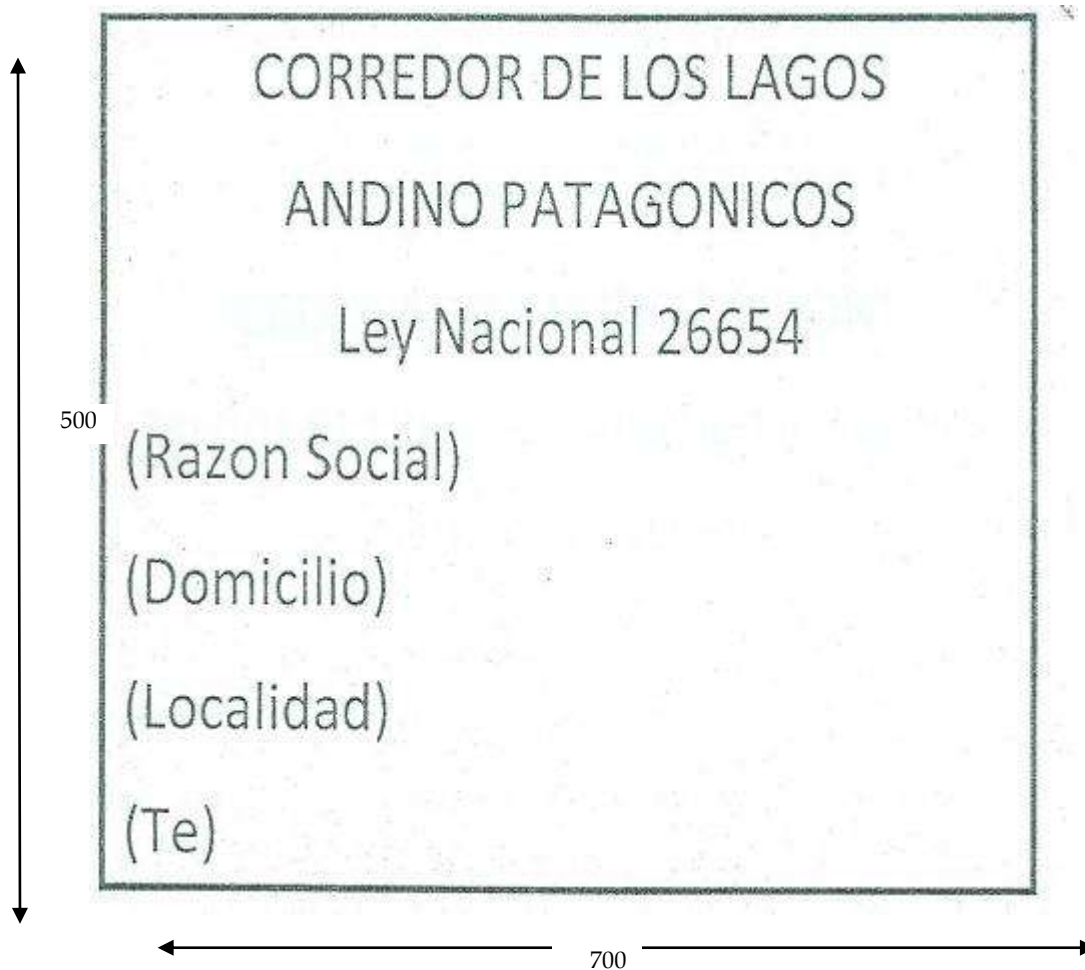 CORREDOR DE LOS LAGOS
ANDINO PATAGONICOS
Ley Nacional 26654
500
(Razon Social)
(Domicilio)
(Localidad)
(Te)
700